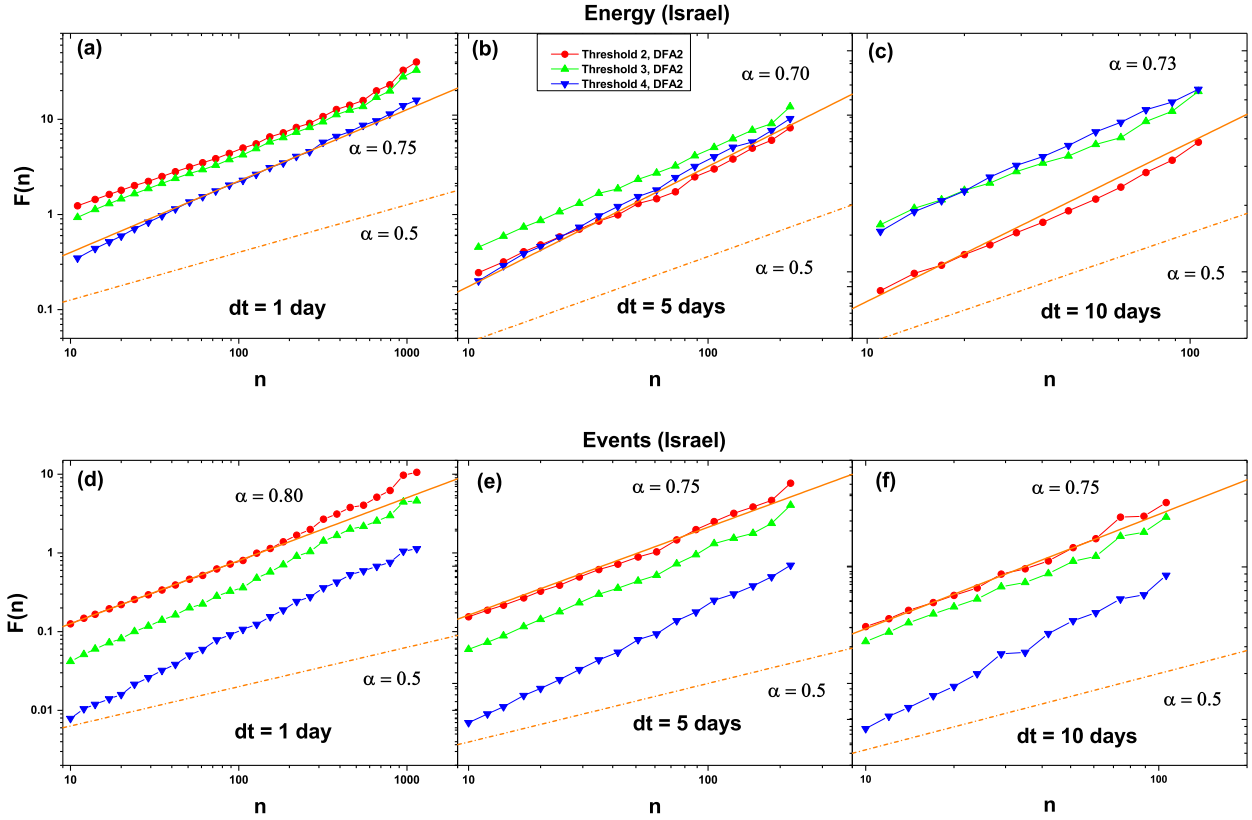 Energy (Israel)
(a)
(b)
(c)
Threshold 2, DFA2
Threshold 3, DFA2
Threshold 4, DFA2
α = 0.70
α = 0.73
α = 0.75
α = 0.5
α = 0.5
α = 0.5
dt = 1 day
dt = 5 days
dt = 10 days
F(n)
10
1
0.1
10
100
1000
10
100
10
100
n
n
n
Events (Israel)
(d)
(e)
(f)
α = 0.80
α = 0.75
α = 0.75
α = 0.5
α = 0.5
α = 0.5
dt = 1 day
dt = 5 days
dt = 10 days
F(n)
10
1
0.1
0.01
10
100
1000
10
100
10
100
n
n
n